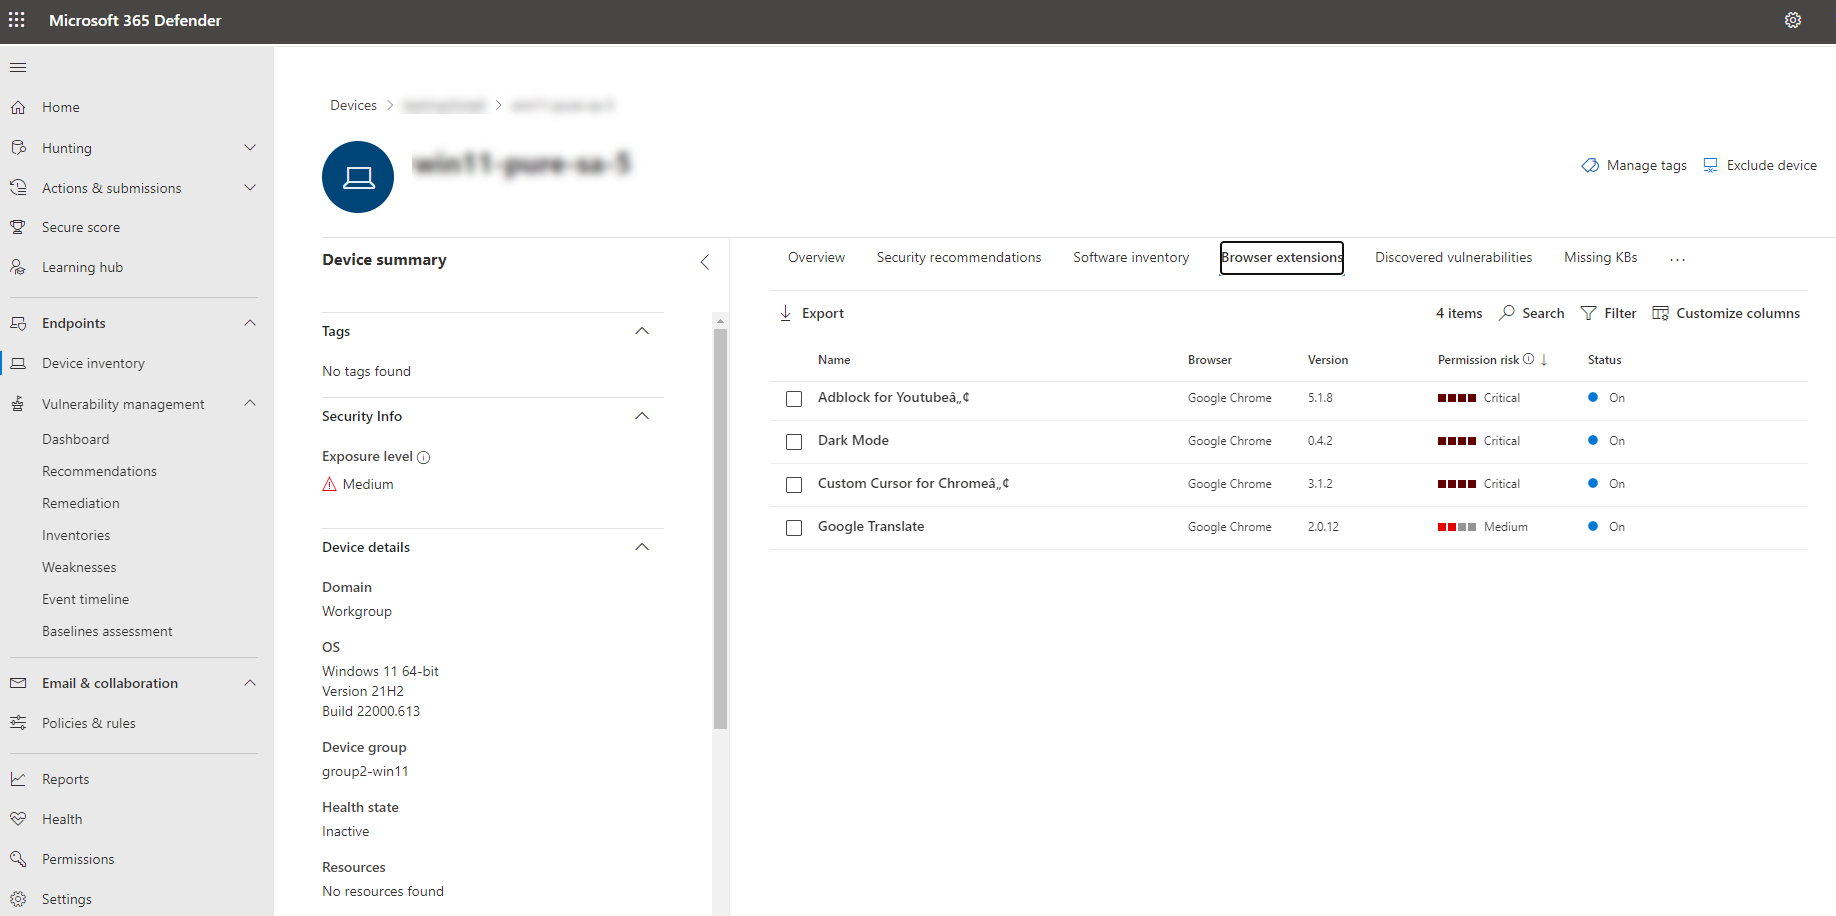 Microsoft 365 Defender
Home
Hunting
Actions & submissions
Secure score
Learning hub
Endpoints
Device inventory
Vulnerability management
Dashboard
Recommendations
Remediation
Inventories
Weaknesses
Event timeline
Baselines assessment
Email & collaboration
Policies & rules
Reports
Health
Permissions
Settings
Devices
win11-pure-sa-5
Manage tags
Exclude device
Device summary
Tags
No tags found
Security Info
Exposure level
Medium
Device details
Domain
Workgroup
OS
Windows 11 64-bit
Version 21H2
Build 22000.613
Device group
group2-win11
Health state
Inactive
Resources
No resources found
Overview Security recommendations Software inventory Browser extensions Discovered vulnerabilities Missing KBs ...
Export 4 items Search Filter Customize columns
Name Browser Version Permission risk Status
Adblock for Youtubeâ„¢ Google Chrome 5.1.8 Critical On
Dark Mode Google Chrome 0.4.2 Critical On
Custom Cursor for Chromeâ„¢ Google Chrome 3.1.2 Critical On
Google Translate Google Chrome 2.0.12 Medium On